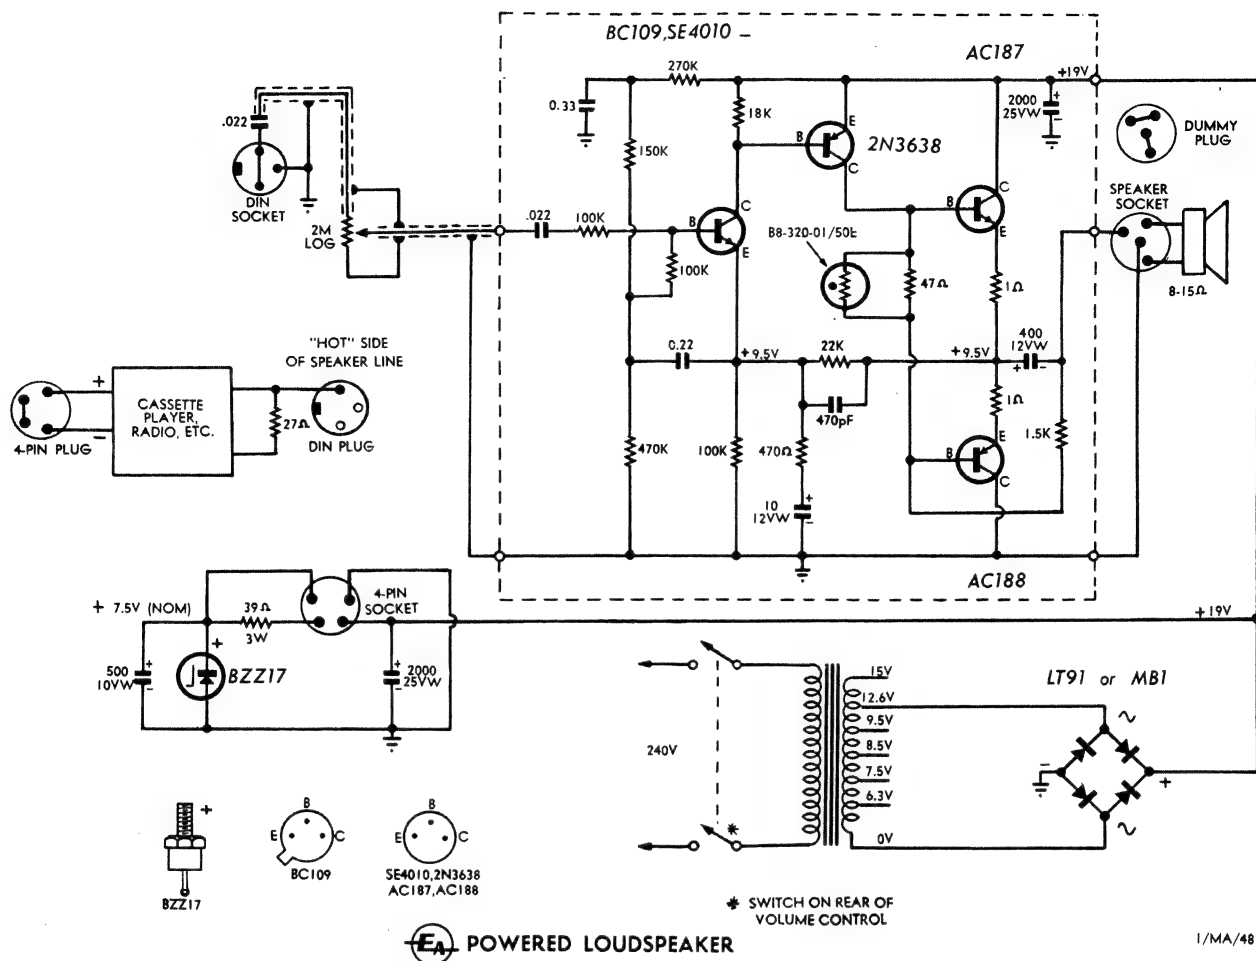 BC109,SE4010 –
AC187
270K
+19V
0.33
18K
2000
25VW
E
B
2N3638
C
DUMMY
PLUG
.022
150K
DIN
SOCKET
SPEAKER
SOCKET
2M
LOG
.022
100K
B
C
E
B8-320-01/50E
B
C
E
100K
47Ω
1Ω
8-15Ω
"HOT" SIDE
OF SPEAKER LINE
0.22
+9.5V
22K
+9.5V
400
12VW
+
-
+
-
CASSETTE
PLAYER,
RADIO, ETC.
27Ω
4-PIN PLUG
DIN PLUG
470pF
1Ω
1.5K
470K
100K
470Ω
E
B
C
10
12VW
+
-
AC188
+ 7.5V (NOM)
39Ω
3W
4-PIN
SOCKET
+19V
500
10VW
+
-
+
BZZ17
+
-
2000
25VW
15V
12.6V
9.5V
8.5V
7.5V
6.3V
0V
240V
LT91 or MB1
~
-
+
~
*
+
BZZ17
B
E
C
BC109
B
E
C
SE4010,2N3638
AC187,AC188
* SWITCH ON REAR OF
VOLUME CONTROL
EA POWERED LOUDSPEAKER
1/MA/48